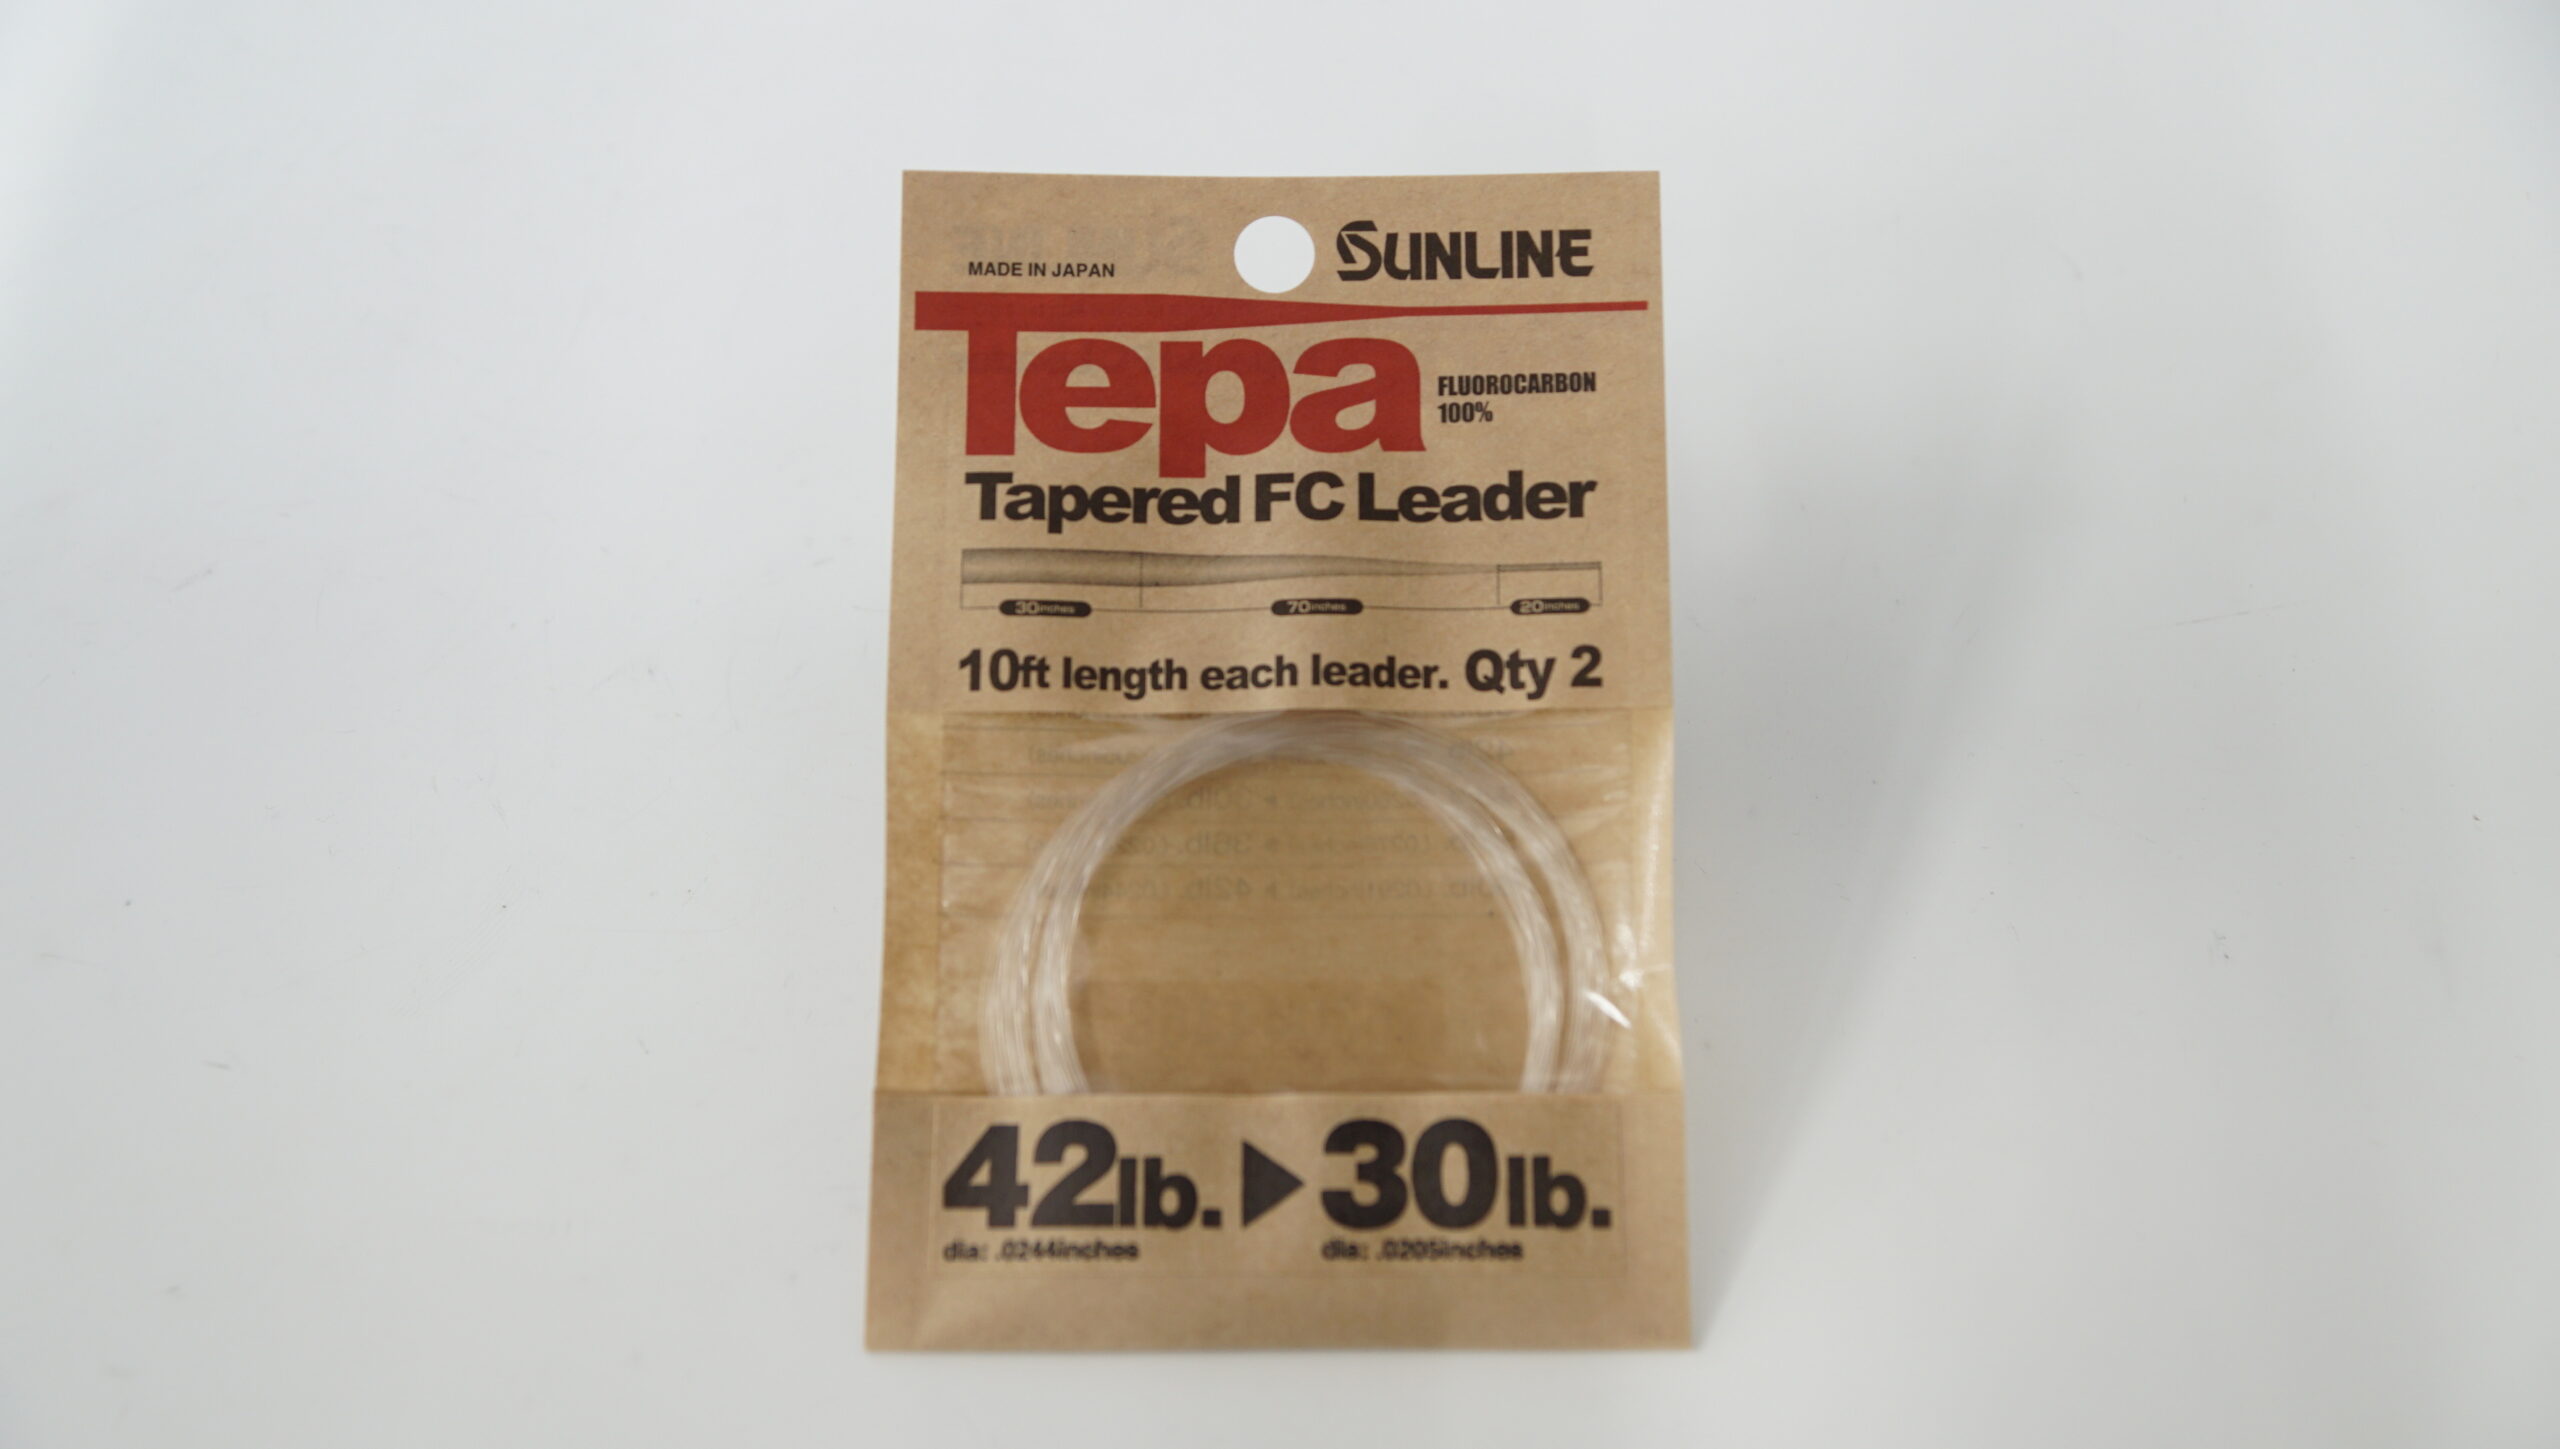 MADE IN JAPAN
SUNLINE
Tepa
FLUOROCARBON
100%
Tapered FC Leader
30inches
70inches
20inches
10ft length each leader. Qty 2
42lb. ▶ 30lb.
dia: .0244inches
dia: .0205inches